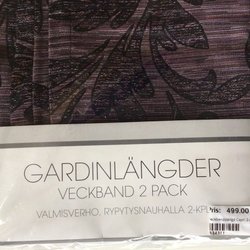 GARDINLÄNGDER
VECKBAND 2 PACK
VALMISVERHO, RYPYTYSNAUHALLA 2-KPL
Pris: 499.00